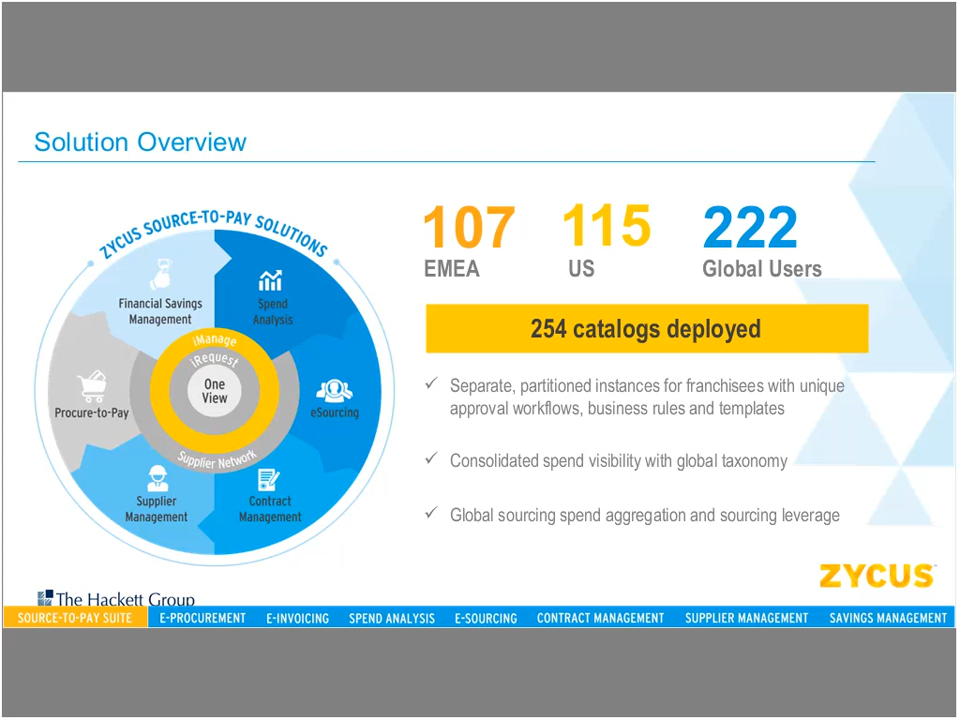 Solution Overview
ZYCUS SOURCE-TO-PAY SOLUTIONS
Financial Savings
Management
Spend
Analysis
Procure-to-Pay
eSourcing
Supplier
Management
Contract
Management
iManage
iRequest
One
View
Supplier Network
107
EMEA
115
US
222
Global Users
254 catalogs deployed
✓ Separate, partitioned instances for franchisees with unique
approval workflows, business rules and templates
✓ Consolidated spend visibility with global taxonomy
✓ Global sourcing spend aggregation and sourcing leverage
ZYCUS™
The Hackett Group
SOURCE-TO-PAY SUITE E-PROCUREMENT E-INVOICING SPEND ANALYSIS E-SOURCING CONTRACT MANAGEMENT SUPPLIER MANAGEMENT SAVINGS MANAGEMENT